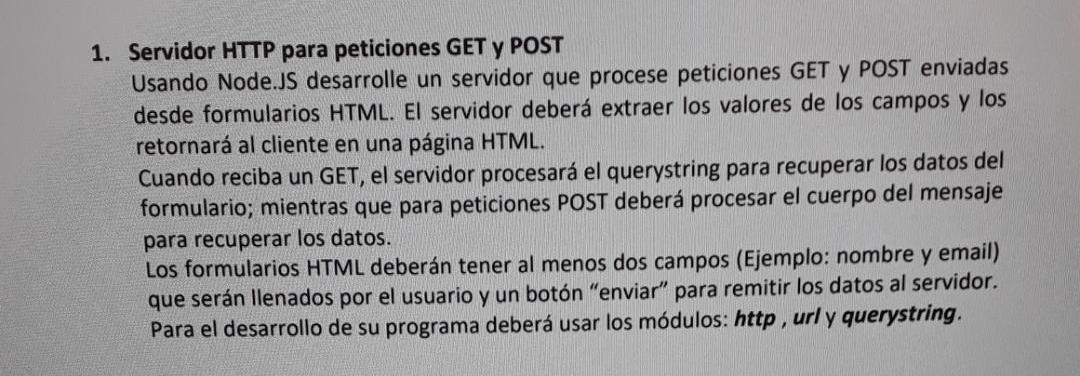 1. Servidor HTTP para peticiones GET y POST
Usando Node.JS desarrolle un servidor que procese peticiones GET y POST enviadas
desde formularios HTML. El servidor deberá extraer los valores de los campos y los
retornará al cliente en una página HTML.
Cuando reciba un GET, el servidor procesará el querystring para recuperar los datos del
formulario; mientras que para peticiones POST deberá procesar el cuerpo del mensaje
para recuperar los datos.
Los formularios HTML deberán tener al menos dos campos (Ejemplo: nombre y email)
que serán llenados por el usuario y un botón “enviar” para remitir los datos al servidor.
Para el desarrollo de su programa deberá usar los módulos: http , url y querystring.